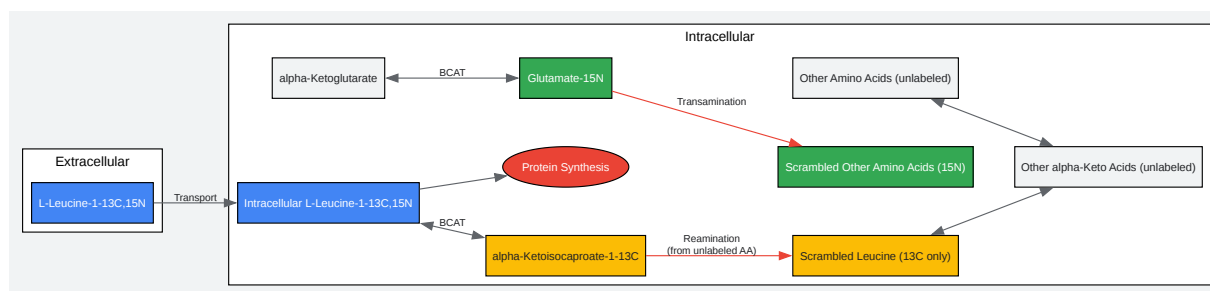 Intracellular
alpha-Ketoglutarate
BCAT
Glutamate-15N
Other Amino Acids (unlabeled)
Transamination
Extracellular
L-Leucine-1-13C,15N
Transport
Intracellular L-Leucine-1-13C,15N
Protein Synthesis
Scrambled Other Amino Acids (15N)
Other alpha-Keto Acids (unlabeled)
BCAT
alpha-Ketoisocaproate-1-13C
Reamination
(from unlabeled AA)
Scrambled Leucine (13C only)